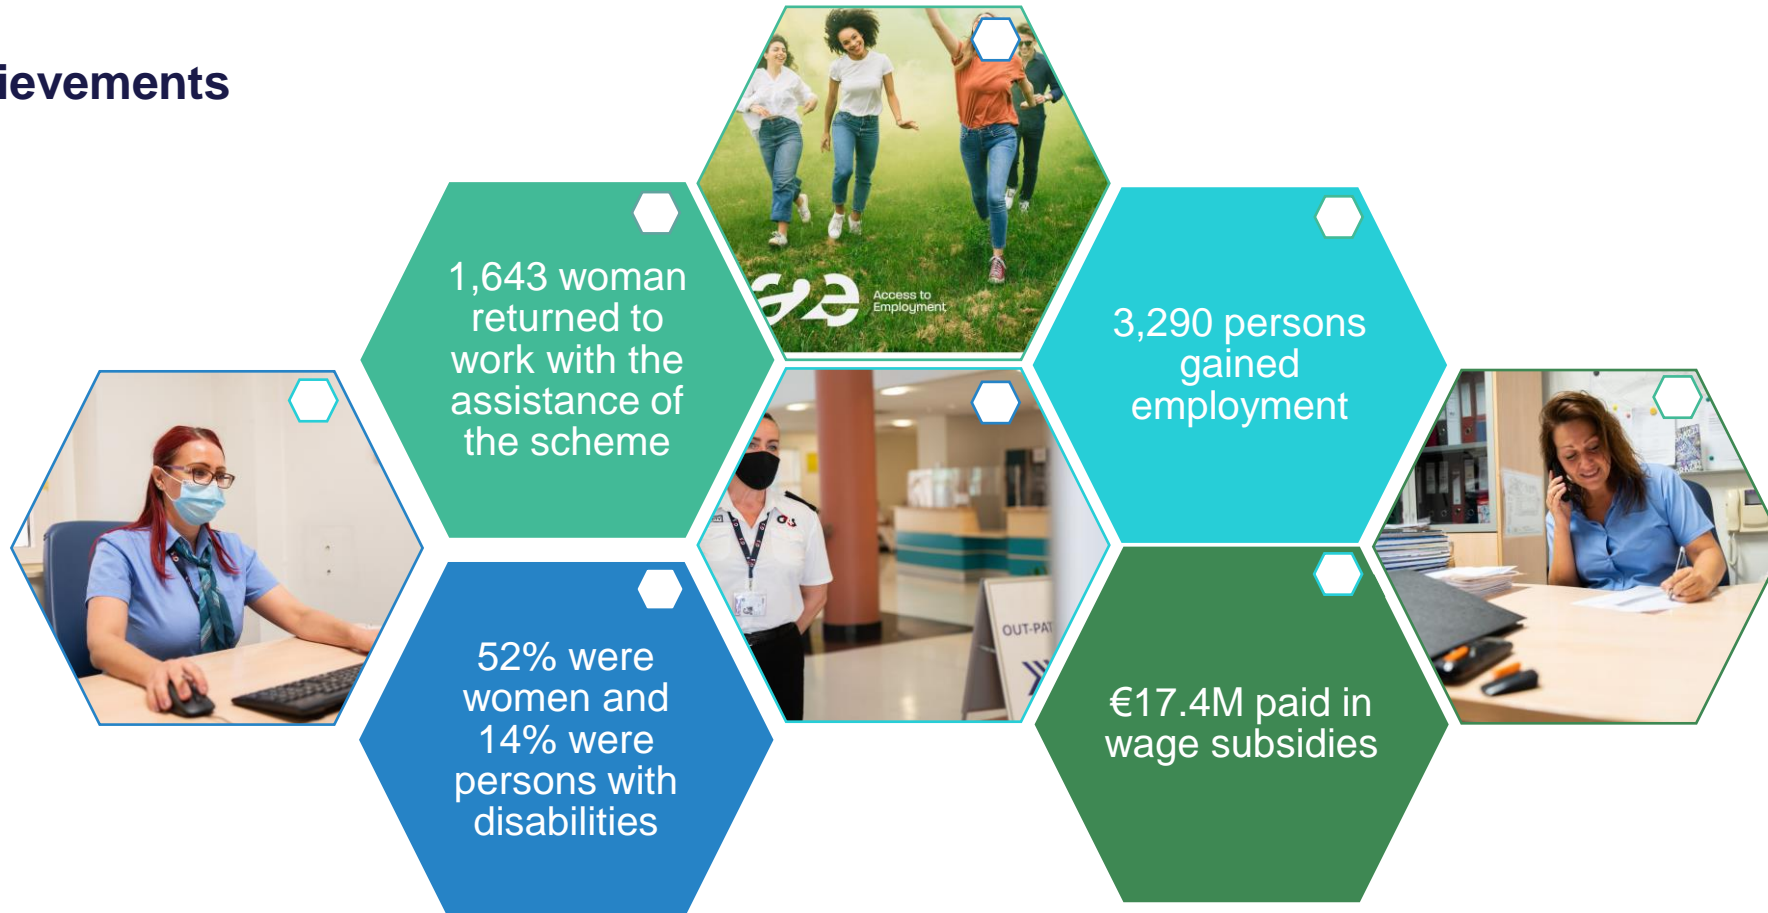 ievements
1,643 woman
returned to
work with the
assistance of
the scheme
Access to
Employment
3,290 persons
gained
employment
52% were
women and
14% were
persons with
disabilities
OUT-PAT
€17.4M paid in
wage subsidies